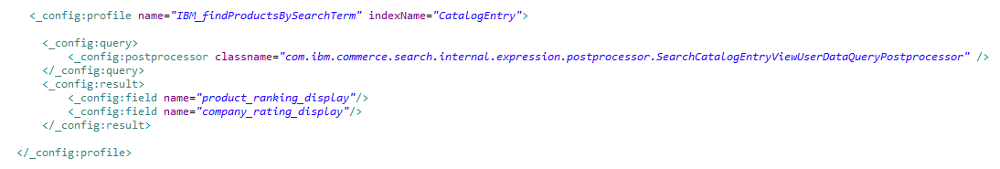 <_config:profile name="IBM_findProductsBySearchTerm" indexName="CatalogEntry">
<_config:query>
<_config:postprocessor classname="com.ibm.commerce.search.internal.expression.postprocessor.SearchCatalogEntryViewUserDataQueryPostprocessor" />
</_config:query>
<_config:result>
<_config:field name="product_ranking_display"/>
<_config:field name="company_rating_display"/>
</_config:result>
</_config:profile>